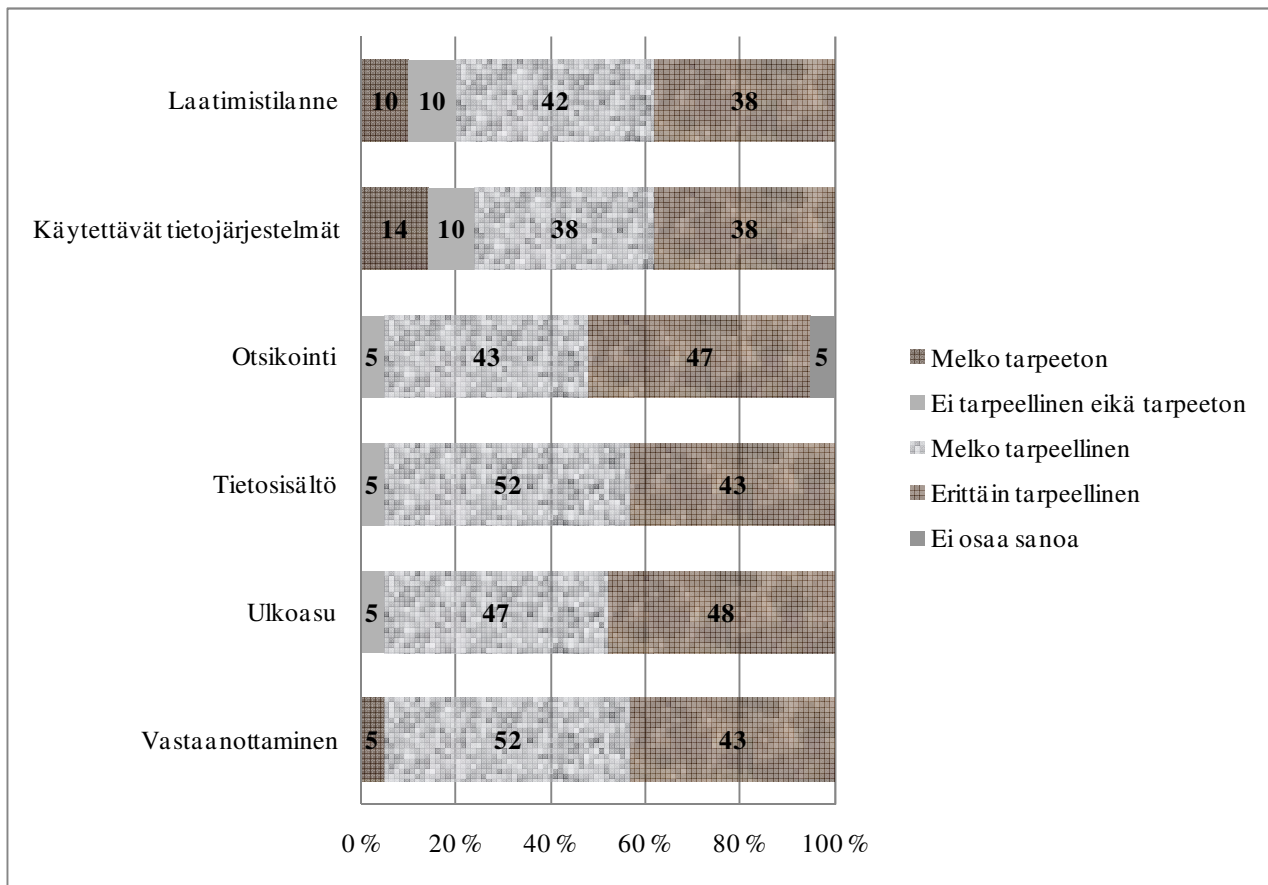 Laatimistilanne
10 10 42 38
Käytettävät tietojärjestelmät
14 10 38 38
Otsikointi
5 43 47 5
Tietosisältö
5 52 43
Ulkoasu
5 47 48
Vastaanottaminen
5 52 43
0 % 20 % 40 % 60 % 80 % 100 %
Melko tarpeeton
Ei tarpeellinen eikä tarpeeton
Melko tarpeellinen
Erittäin tarpeellinen
Ei osaa sanoa